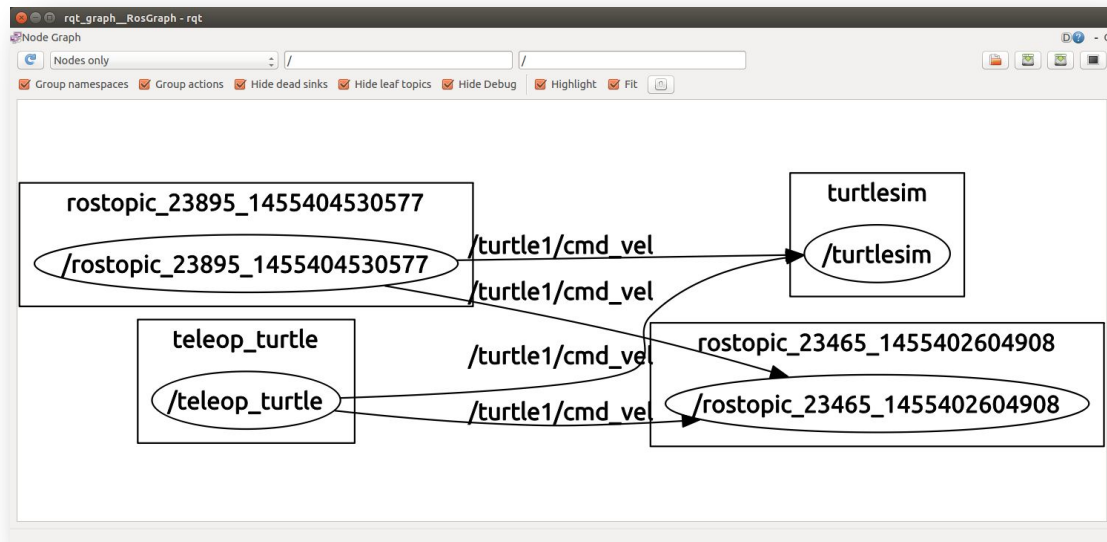 rqt_graph__RosGraph - rqt
Node Graph
D
Nodes only / /
Group namespaces Group actions Hide dead sinks Hide leaf topics Hide Debug Highlight Fit
rostopic_23895_1455404530577
/rostopic_23895_1455404530577
/turtle1/cmd_vel
turtlesim
/turtlesim
/turtle1/cmd_vel
teleop_turtle
/teleop_turtle
/turtle1/cmd_vel
/turtle1/cmd_vel
rostopic_23465_1455402604908
/rostopic_23465_1455402604908